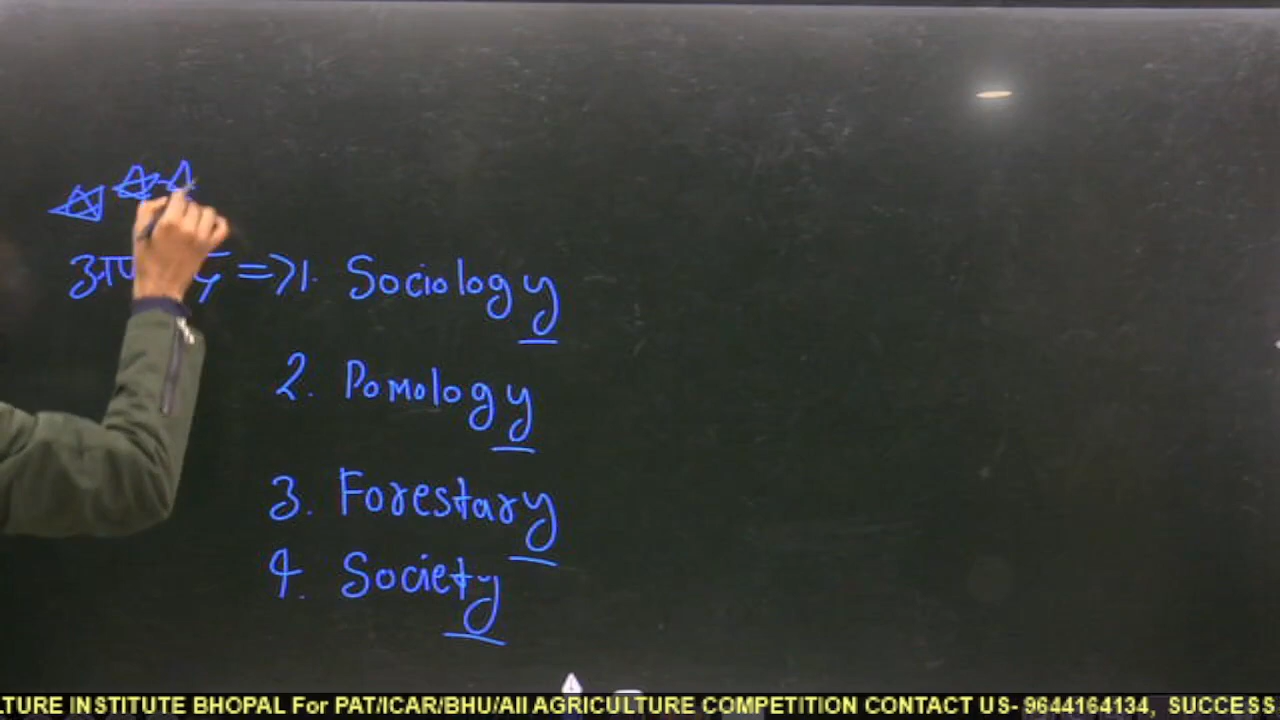 => 1. Sociology
2. Pomology
3. Forestary
4. Society
LTURE INSTITUTE BHOPAL For PAT/ICAR/BHU/All AGRICULTURE COMPETITION CONTACT US- 9644164134, SUCCESS